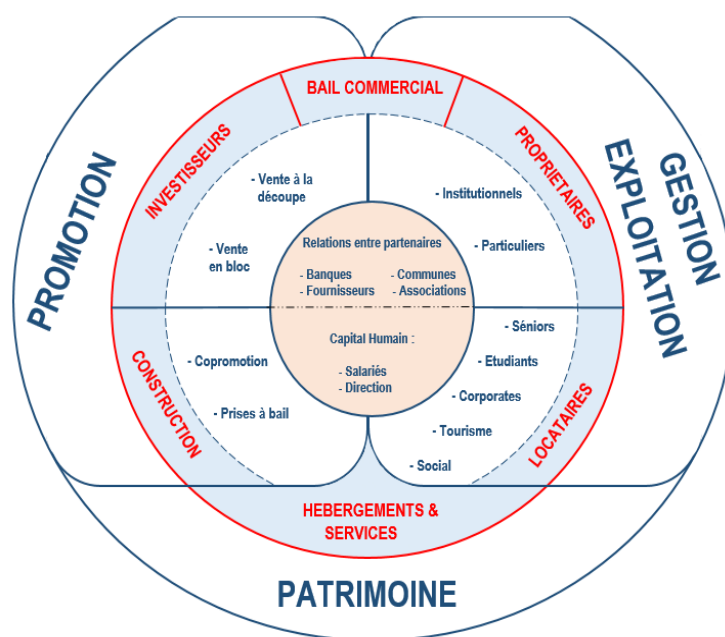 BAIL COMMERCIAL
INVESTISSEURS
PROPRIETAIRES
PROMOTION
GESTION
EXPLOITATION
- Vente à la
découpe
- Vente
en bloc
- Institutionnels
- Particuliers
Relations entre partenaires
- Banques - Communes
- Fournisseurs - Associations
Capital Humain :
- Salariés
- Direction
- Copromotion
- Prises à bail
- Séniors
- Etudiants
- Corporates
- Tourisme
- Social
CONSTRUCTION
LOCATAIRES
HEBERGEMENTS &
SERVICES
PATRIMOINE